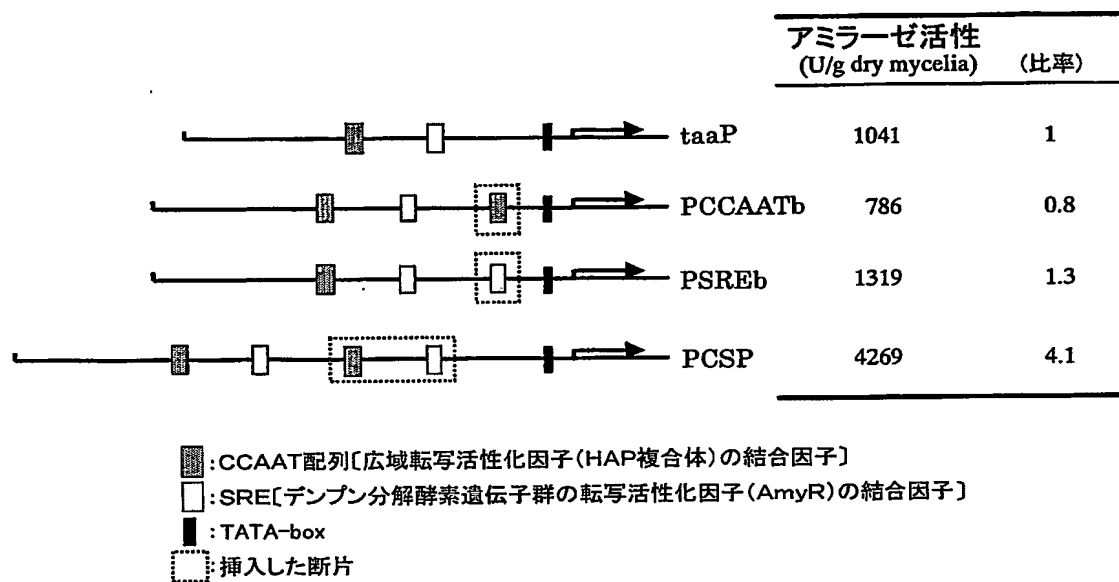 アミラーゼ活性
(U/g dry mycelia) (比率)
taaP 1041 1
PCCAATb 786 0.8
PSREb 1319 1.3
PCSP 4269 4.1
:CCAAT配列〔広域転写活性化因子(HAP複合体)の結合因子〕
:SRE〔デンプン分解酵素遺伝子群の転写活性化因子(AmyR)の結合因子〕
:TATA-box
:挿入した断片